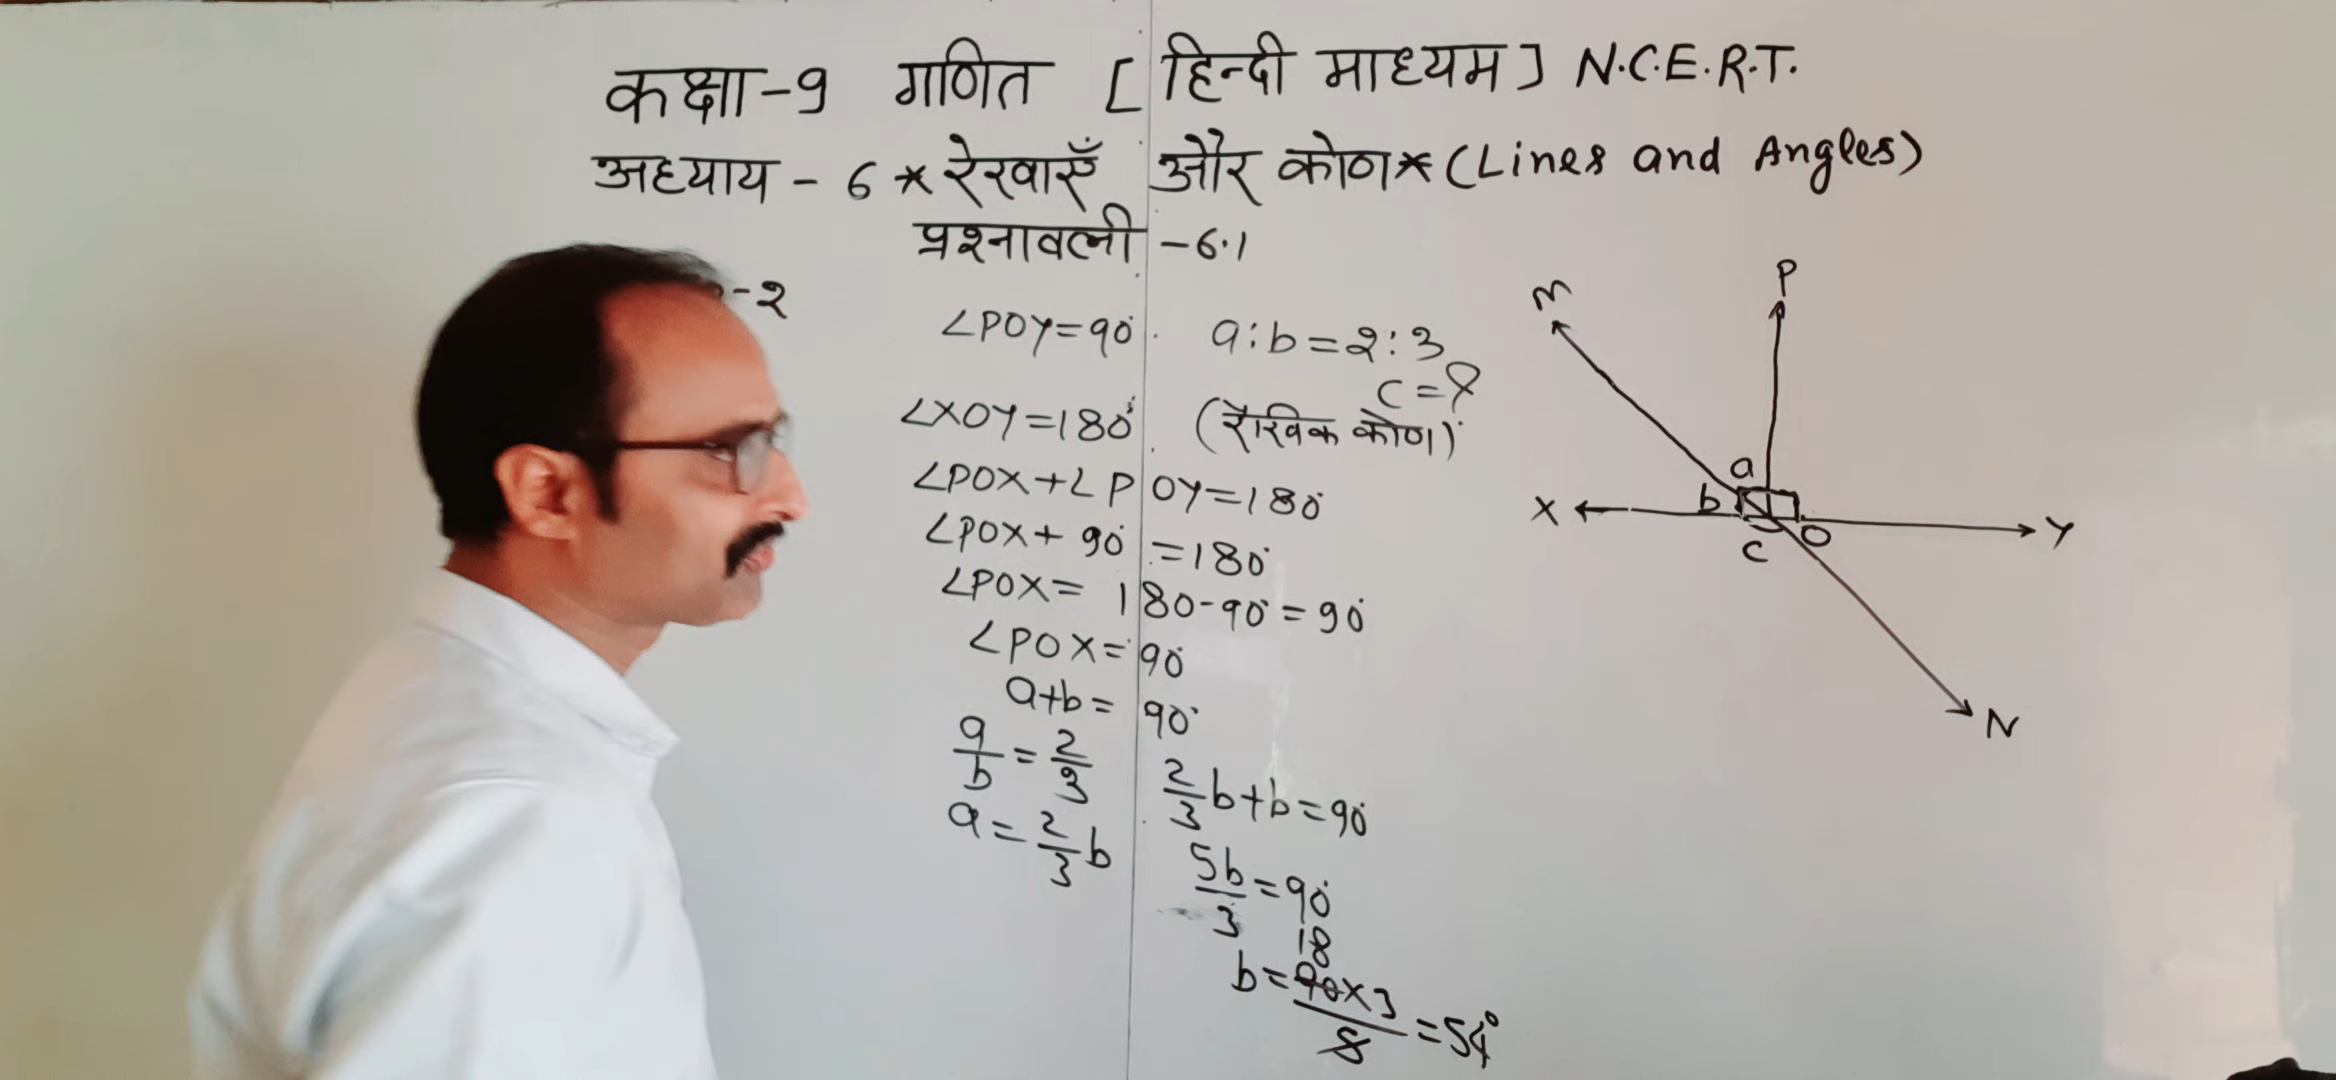 कक्षा-9 गणित [हिन्दी माध्यम] N.C.E.R.T.
अध्याय - 6 * रेखाएँ और कोण * (Lines and Angles)
प्रश्नावली - 6.1
-२
∠POY=90° a:b=2:3
c=?
∠XOY=180° (रैखिक कोण)
∠POX+∠POY=180°
∠POX+90°=180°
∠POX=180-90°=90°
∠POX=90°
a+b=90°
a/b=2/3
a=2/3 b
2/3 b+b=90°
5b/3=90°
18
b=90×3/5=54°
M
P
a
b
X
Y
O
c
N